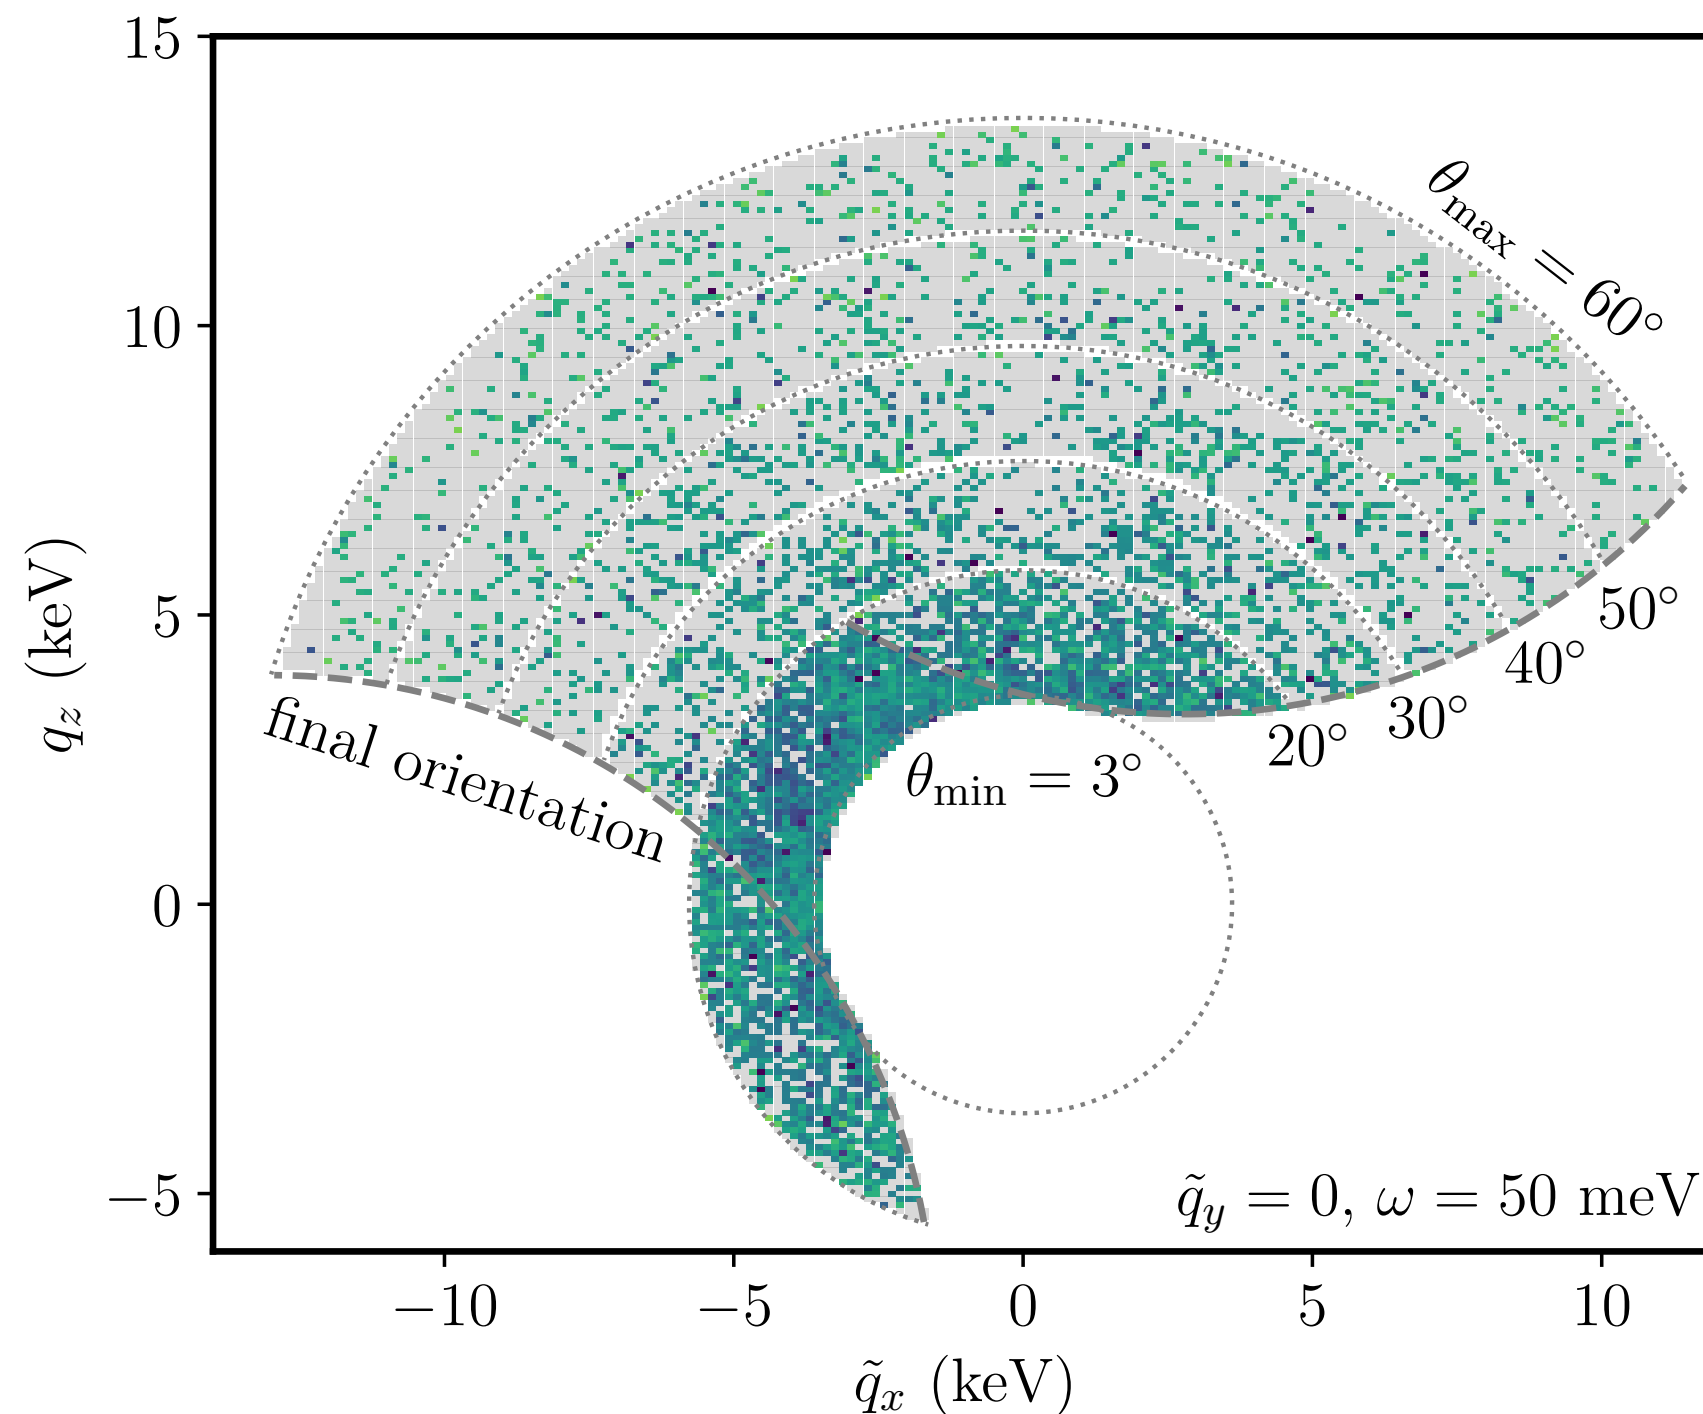 15
10
5
0
−5
q_z (keV)
θ_max = 60°
50°
40°
30°
20°
θ_min = 3°
final orientation
q̃_y = 0, ω = 50 meV
−10
−5
0
5
10
q̃_x (keV)